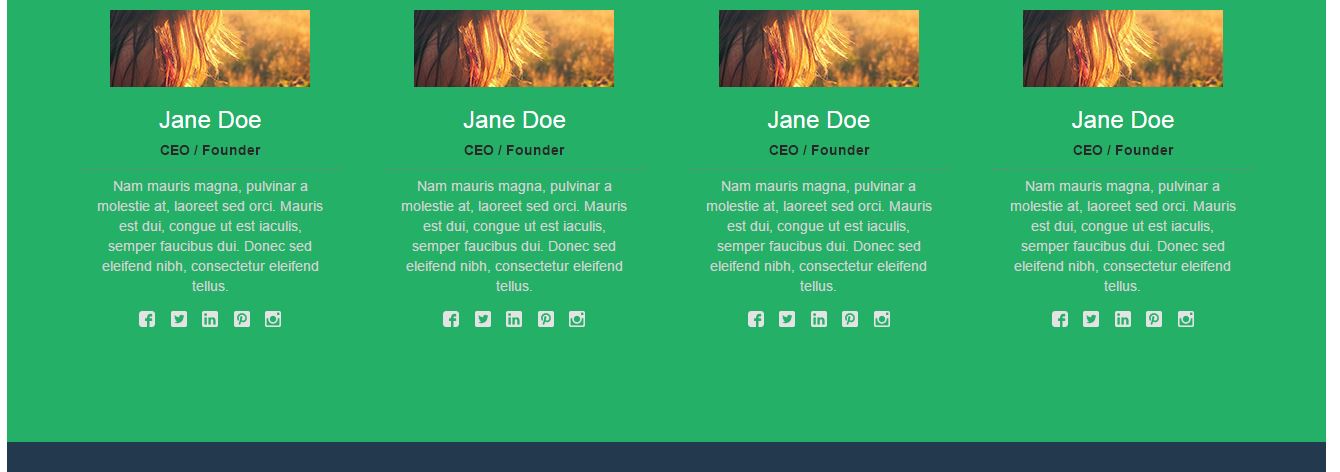 Jane Doe
CEO / Founder
Nam mauris magna, pulvinar a
molestie at, laoreet sed orci. Mauris
est dui, congue ut est iaculis,
semper faucibus dui. Donec sed
eleifend nibh, consectetur eleifend
tellus.
Jane Doe
CEO / Founder
Nam mauris magna, pulvinar a
molestie at, laoreet sed orci. Mauris
est dui, congue ut est iaculis,
semper faucibus dui. Donec sed
eleifend nibh, consectetur eleifend
tellus.
Jane Doe
CEO / Founder
Nam mauris magna, pulvinar a
molestie at, laoreet sed orci. Mauris
est dui, congue ut est iaculis,
semper faucibus dui. Donec sed
eleifend nibh, consectetur eleifend
tellus.
Jane Doe
CEO / Founder
Nam mauris magna, pulvinar a
molestie at, laoreet sed orci. Mauris
est dui, congue ut est iaculis,
semper faucibus dui. Donec sed
eleifend nibh, consectetur eleifend
tellus.